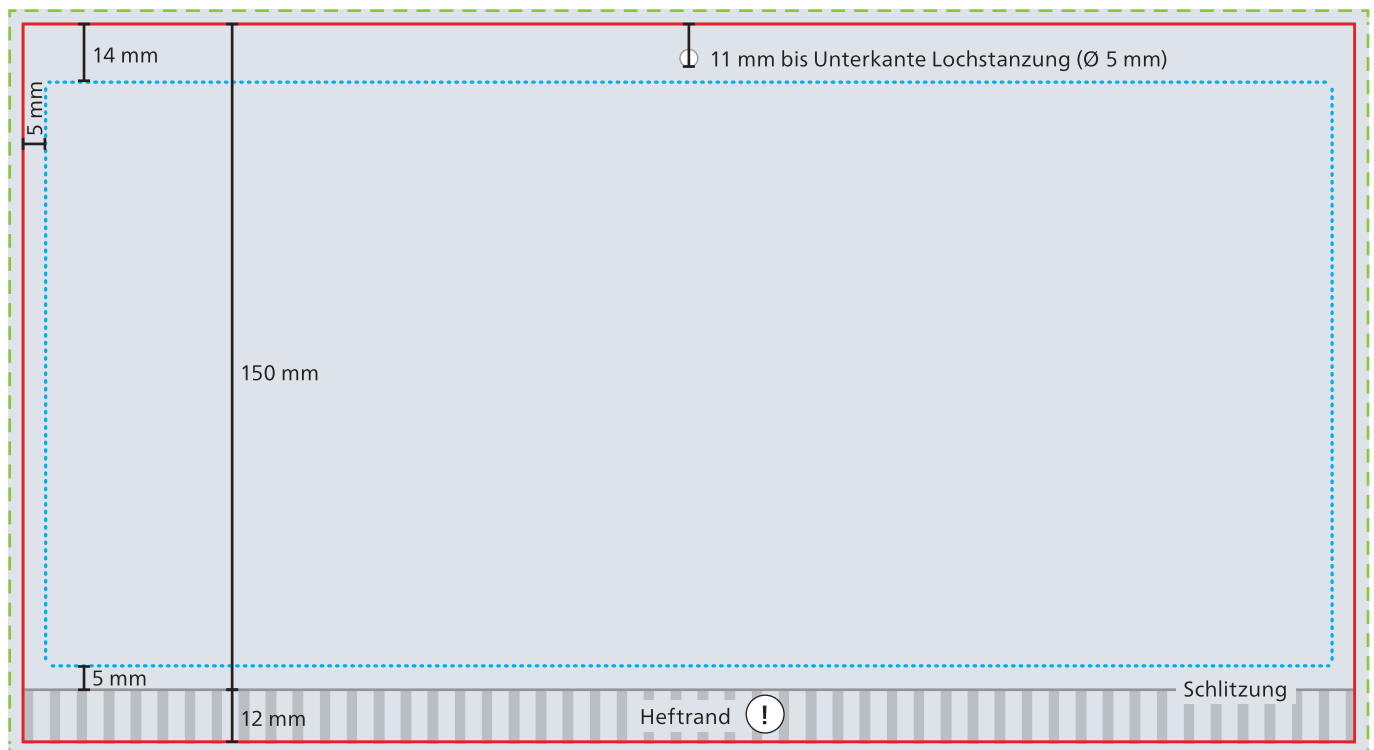 14 mm
11 mm bis Unterkante Lochstanzung (Ø 5 mm)
5 mm
150 mm
5 mm
Schlitzung
12 mm
Heftrand !